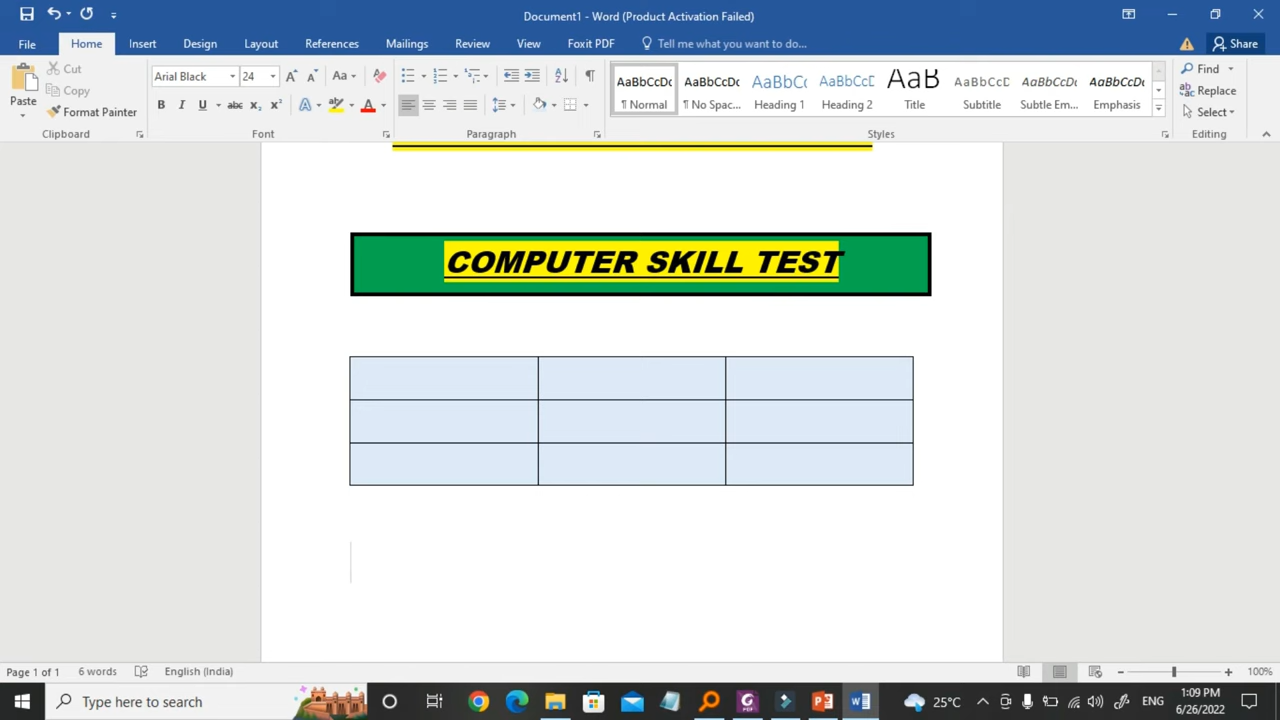 Document1 - Word (Product Activation Failed)
File Home Insert Design Layout References Mailings Review View Foxit PDF Tell me what you want to do... Share
Cut
Copy
Format Painter
Paste
Clipboard
Arial Black 24
Font
Paragraph
AaBbCcDc AaBbCcDc AaBbCcC AaBbCcD AaB AaBbCcD AaBbCcDc AaBbCcDc
¶ Normal ¶ No Spac... Heading 1 Heading 2 Title Subtitle Subtle Em... Emphasis
Styles
Find
Replace
Select
Editing
COMPUTER SKILL TEST
Page 1 of 1 6 words English (India) 100%
Type here to search
25°C ENG
1:09 PM
6/26/2022